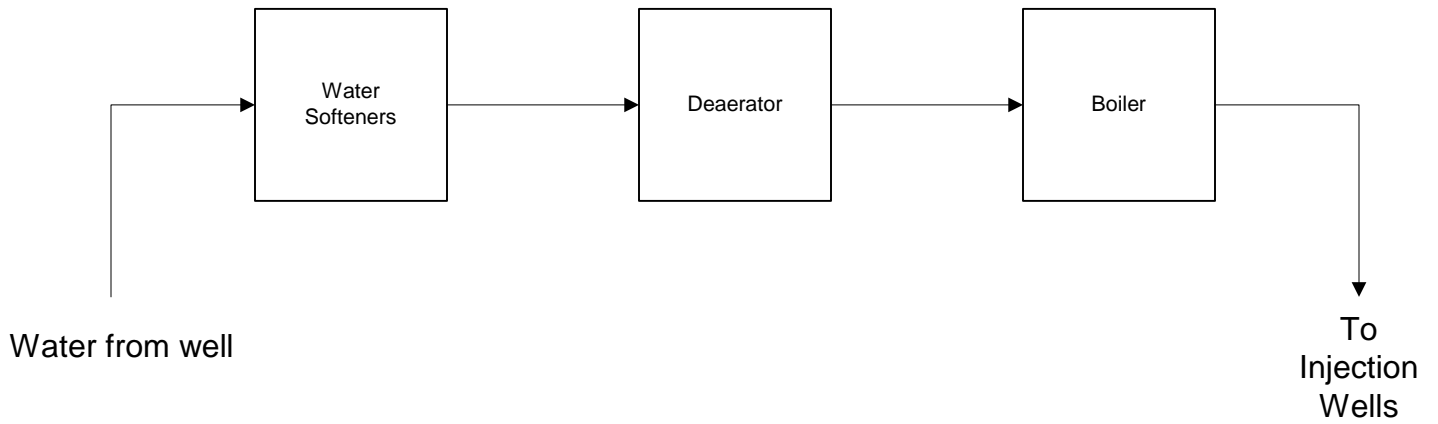 Water
Softeners
Deaerator
Boiler
Water from well
To
Injection
Wells